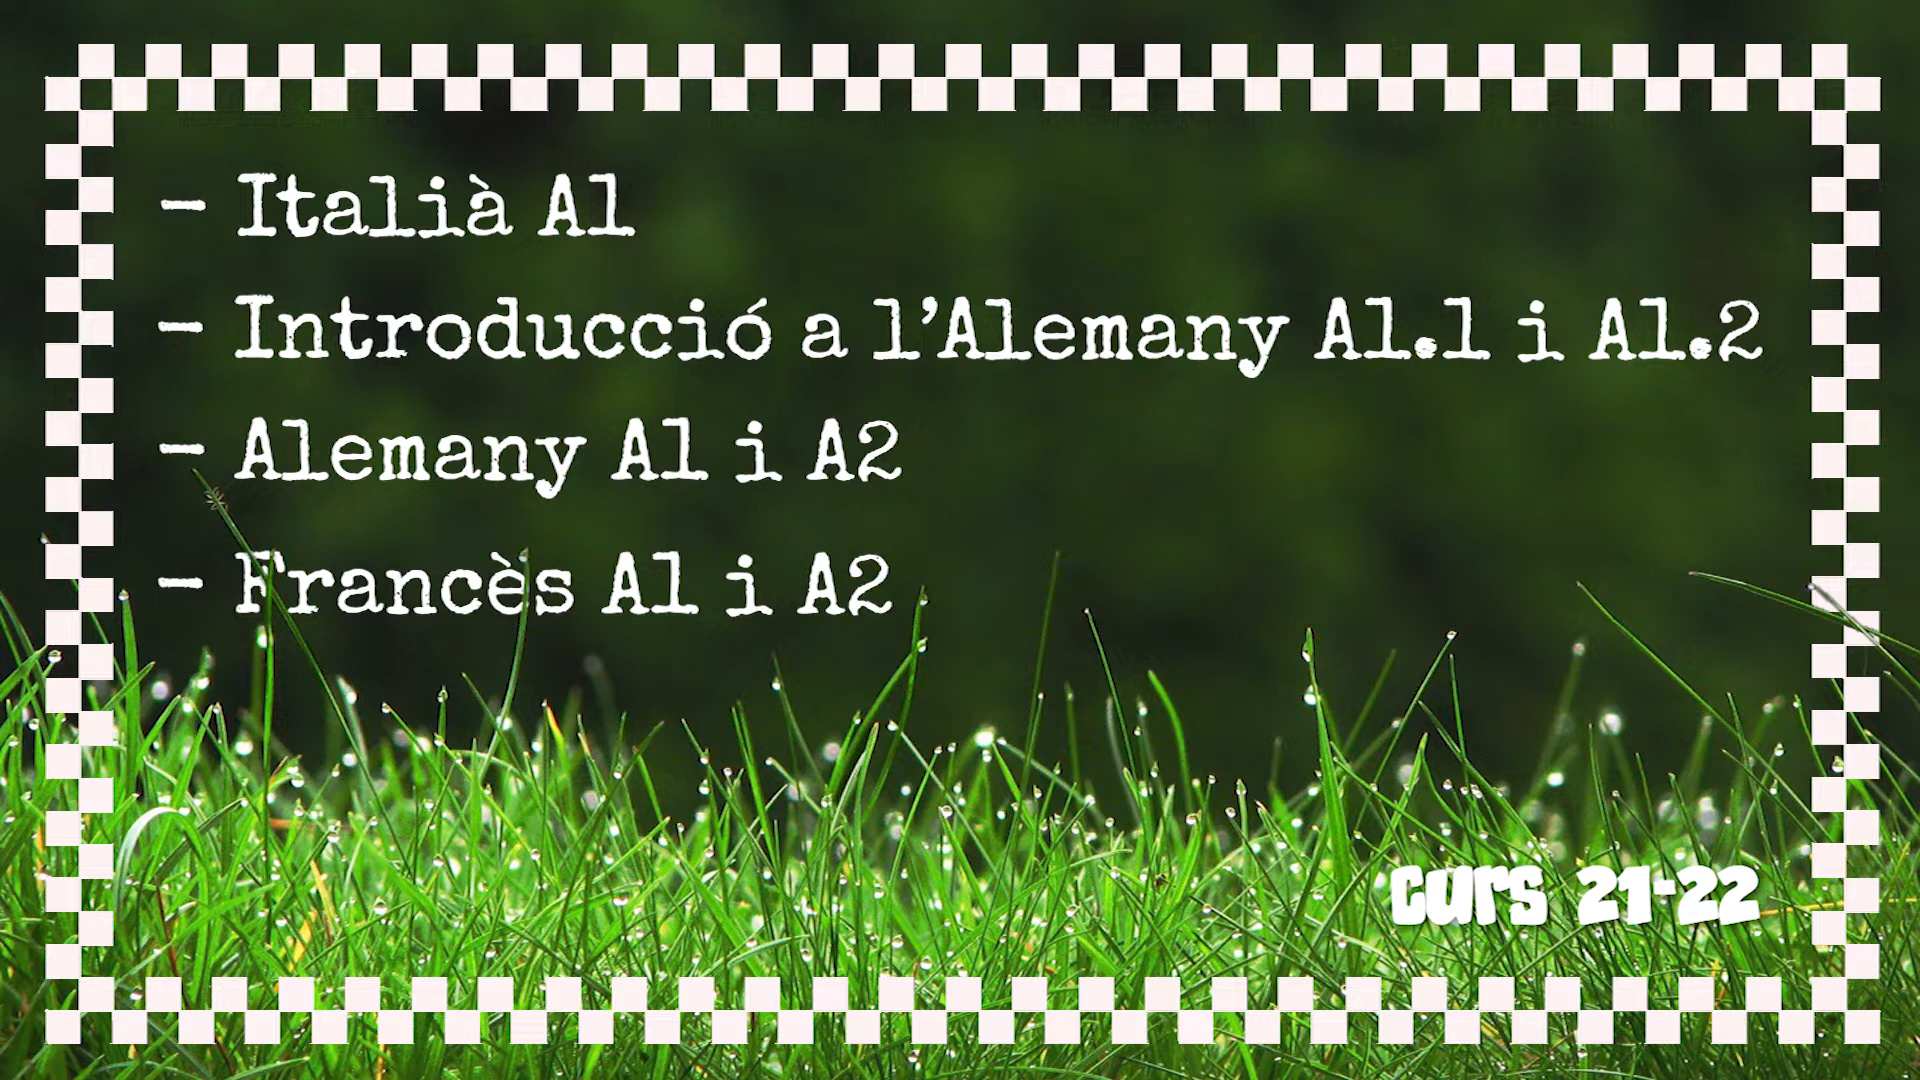 - Italià A1
- Introducció a l'Alemany A1.1 i A1.2
- Alemany A1 i A2
- Francès A1 i A2
Curs 21-22